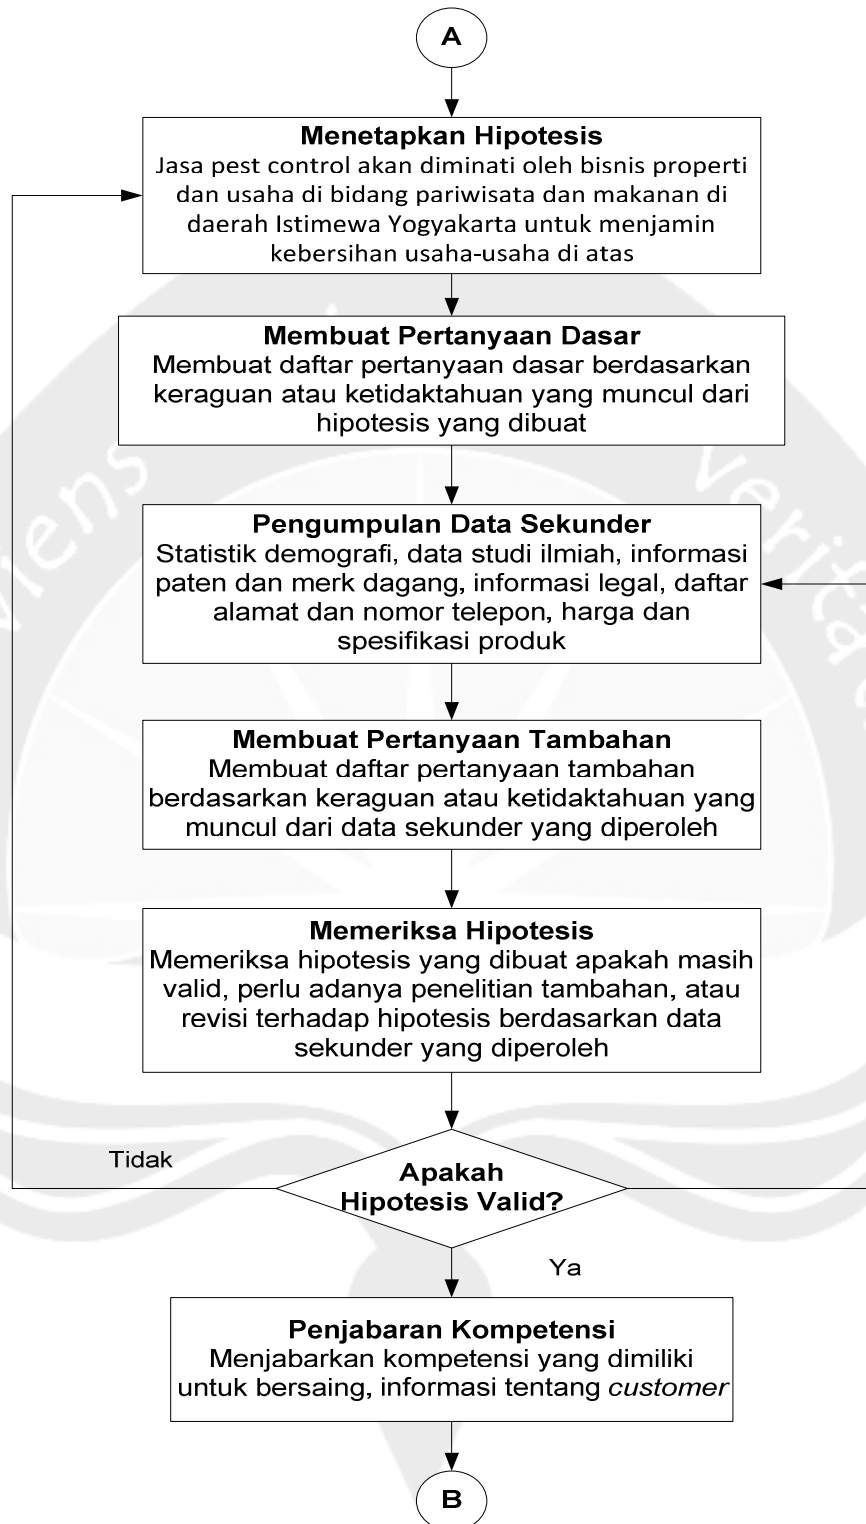 A
Menetapkan Hipotesis
Jasa pest control akan diminati oleh bisnis properti
dan usaha di bidang pariwisata dan makanan di
daerah Istimewa Yogyakarta untuk menjamin
kebersihan usaha-usaha di atas
Membuat Pertanyaan Dasar
Membuat daftar pertanyaan dasar berdasarkan
keraguan atau ketidaktahuan yang muncul dari
hipotesis yang dibuat
viens
verita
Pengumpulan Data Sekunder
Statistik demografi, data studi ilmiah, informasi
paten dan merk dagang, informasi legal, daftar
alamat dan nomor telepon, harga dan
spesifikasi produk
Membuat Pertanyaan Tambahan
Membuat daftar pertanyaan tambahan
berdasarkan keraguan atau ketidaktahuan yang
muncul dari data sekunder yang diperoleh
Memeriksa Hipotesis
Memeriksa hipotesis yang dibuat apakah masih
valid, perlu adanya penelitian tambahan, atau
revisi terhadap hipotesis berdasarkan data
sekunder yang diperoleh
Tidak
Apakah
Hipotesis Valid?
Ya
Penjabaran Kompetensi
Menjabarkan kompetensi yang dimiliki
untuk bersaing, informasi tentang customer
B